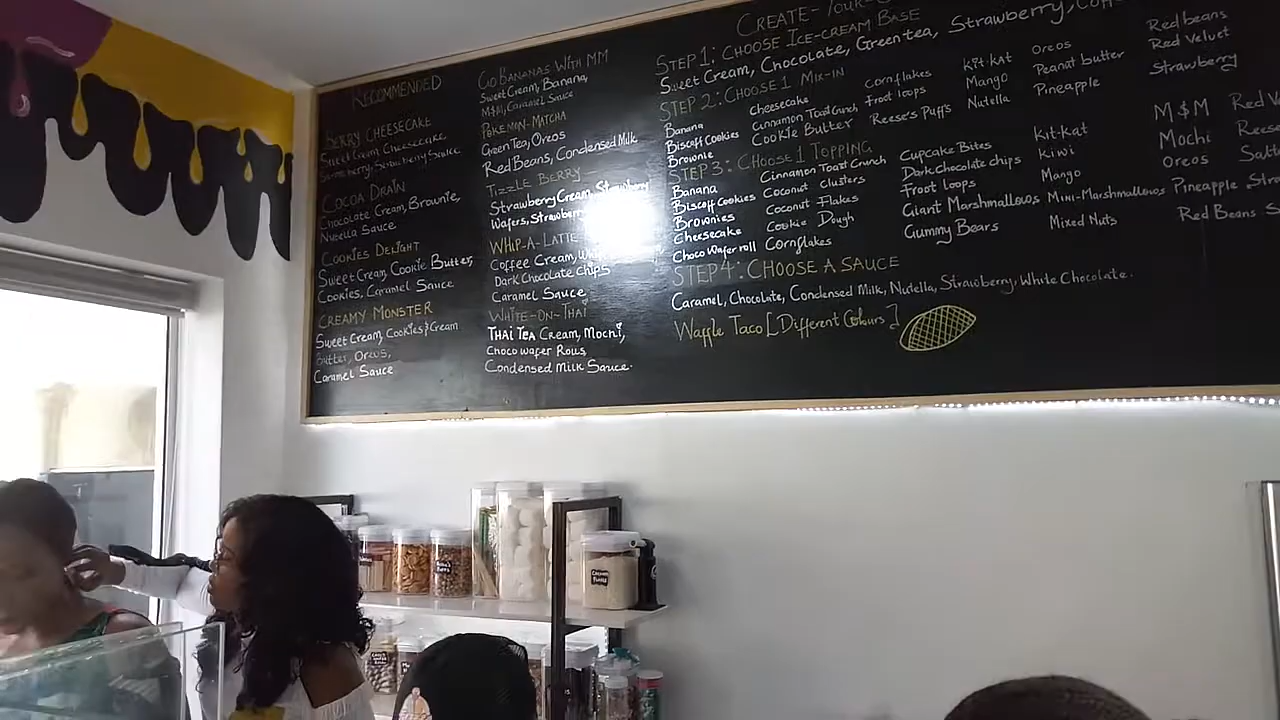 RECOMMENDED
BERRY CHEESECAKE
Sweet Cream, Cheesecake,
Strawberry, Strawberry Sauce
COCOA DRAIN
Chocolate Cream, Brownie,
Nutella Sauce
COOKIES DELIGHT
Sweet Cream, Cookie Butter,
Cookies, Caramel Sauce
CREAMY MONSTER
Sweet Cream, Cookies & Cream
Butter, Oreos,
Caramel Sauce
GO BANANAS WITH MM
Sweet Cream, Banana,
M&M, Caramel Sauce
POKEMON-MATCHA
Green Tea, Oreos
Red Beans, Condensed Milk
TIZZLE BERRY
Strawberry Cream, Strawberry
Wafers, Strawberry
WHIP-A-LATTE
Coffee Cream,
Dark Chocolate Chips
Caramel Sauce
WHITE-ON-THAI
THAI TEA Cream, Mochi,
Choco wafer Rolls,
Condensed Milk Sauce.
CREATE-YOUR-
STEP 1: CHOOSE ICE-CREAM BASE
Sweet Cream, Chocolate, Green tea, Strawberry,
STEP 2: CHOOSE 1 MIX-IN
Banana Cheesecake Cornflakes Kit-kat Oreos Red beans
Biscoff Cookies Cinnamon Toast Crunch Froot loops Mango Peanut butter Red Velvet
Brownie Cookie Butter Reese's Puffs Nutella Pineapple Strawberry
STEP 3: CHOOSE 1 TOPPING
Banana Cinnamon Toast Crunch Cupcake Bites Kit-kat M$M
Biscoff Cookies Coconut clusters Dark Chocolate chips Kiwi Mochi
Brownies Coconut Flakes Froot loops Mango Oreos
Cheesecake Cookie Dough Giant Marshmallows Mini-Marshmallows Pineapple
Choco Wafer roll Cornflakes Gummy Bears Mixed Nuts Red Beans
STEP 4: CHOOSE A SAUCE
Caramel, Chocolate, Condensed Milk, Nutella, Strawberry, White Chocolate.
Waffle Taco [Different Colours]